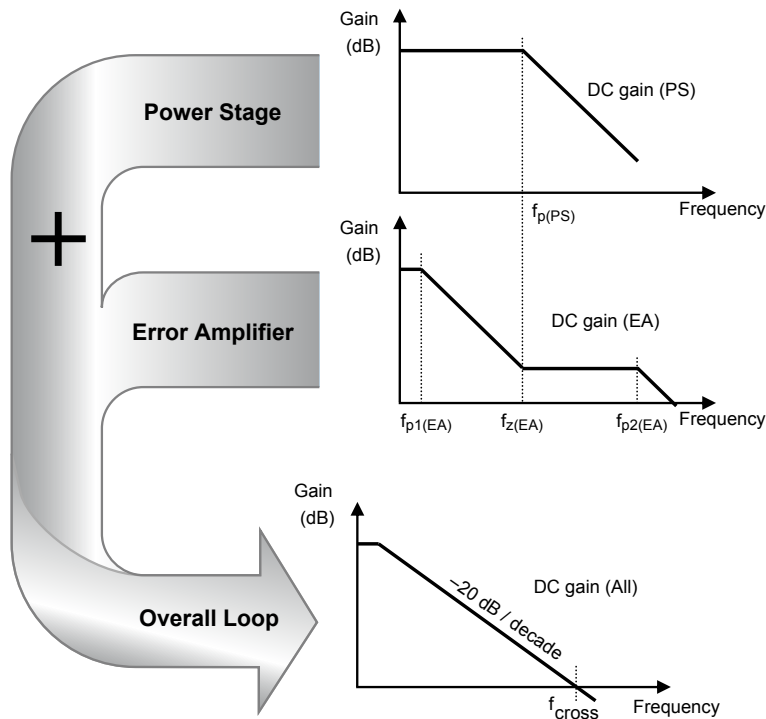 Gain
(dB)
DC gain (PS)
Power Stage
f_p(PS)
Frequency
+
Gain
(dB)
DC gain (EA)
Error Amplifier
f_p1(EA)
f_z(EA)
f_p2(EA)
Frequency
Gain
(dB)
–20 dB / decade
DC gain (All)
Overall Loop
f_cross
Frequency